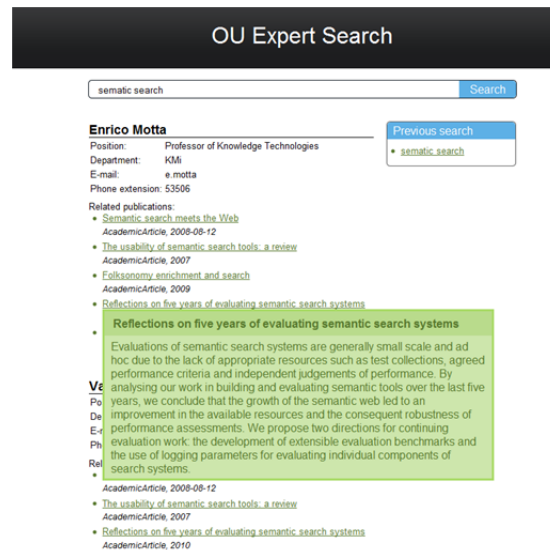 OU Expert Search
sematic search
Search
Enrico Motta
Position: Professor of Knowledge Technologies
Department: KMi
E-mail: e.motta
Phone extension: 53506
Related publications:
Semantic search meets the Web
AcademicArticle, 2008-08-12
The usability of semantic search tools: a review
AcademicArticle, 2007
Folksonomy enrichment and search
AcademicArticle, 2009
Reflections on five years of evaluating semantic search systems
Previous search
sematic search
Reflections on five years of evaluating semantic search systems
Evaluations of semantic search systems are generally small scale and ad
hoc due to the lack of appropriate resources such as test collections, agreed
performance criteria and independent judgements of performance. By
analysing our work in building and evaluating semantic tools over the last five
years, we conclude that the growth of the semantic web led to an
improvement in the available resources and the consequent robustness of
performance assessments. We propose two directions for continuing
evaluation work: the development of extensible evaluation benchmarks and
the use of logging parameters for evaluating individual components of
search systems.
Va
Po
De
E-r
Ph
Rel
AcademicArticle, 2008-08-12
The usability of semantic search tools: a review
AcademicArticle, 2007
Reflections on five years of evaluating semantic search systems
AcademicArticle, 2010